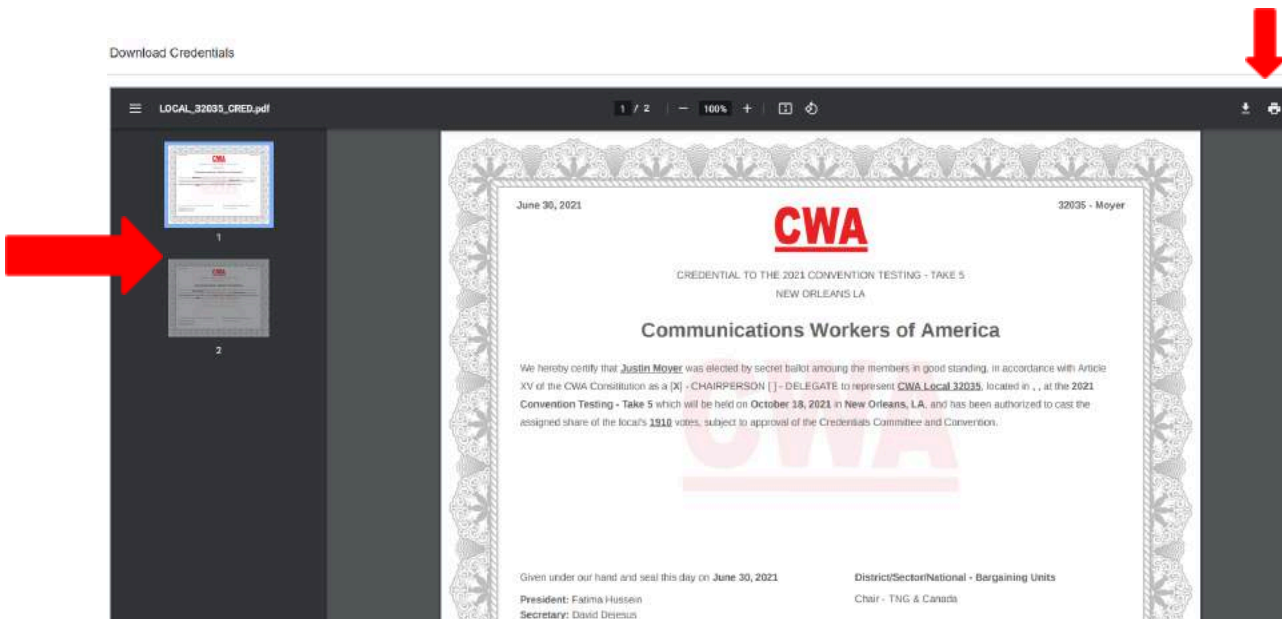 Download Credentials
LOCAL_32035_CRED.pdf
1 / 2
100%
1
2
June 30, 2021
32035 - Moyer
CWA
CREDENTIAL TO THE 2021 CONVENTION TESTING - TAKE 5
NEW ORLEANS LA
Communications Workers of America
We hereby certify that Justin Moyer was elected by secret ballot amoung the members in good standing, in accordance with Article
XV of the CWA Constitution as a [X] - CHAIRPERSON [ ] - DELEGATE to represent CWA Local 32035, located in , , at the 2021
Convention Testing - Take 5 which will be held on October 18, 2021 in New Orleans, LA, and has been authorized to cast the
assigned share of the local's 1910 votes, subject to approval of the Credentials Committee and Convention.
CWA
Given under our hand and seal this day on June 30, 2021
District/Sector/National - Bargaining Units
President: Fatima Hussein
Chair - TNG & Canada
Secretary: David Dejesus